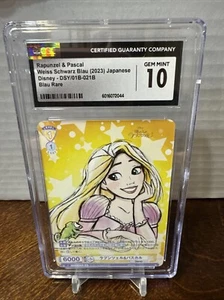 CERTIFIED GUARANTY COMPANY
Rapunzel & Pascal
Weiss Schwarz Blau (2023) Japanese
Disney - DSY/01B-021B
Blau Rare
6016072044
GEM MINT
10
6000
ラプンツェル&パスカル